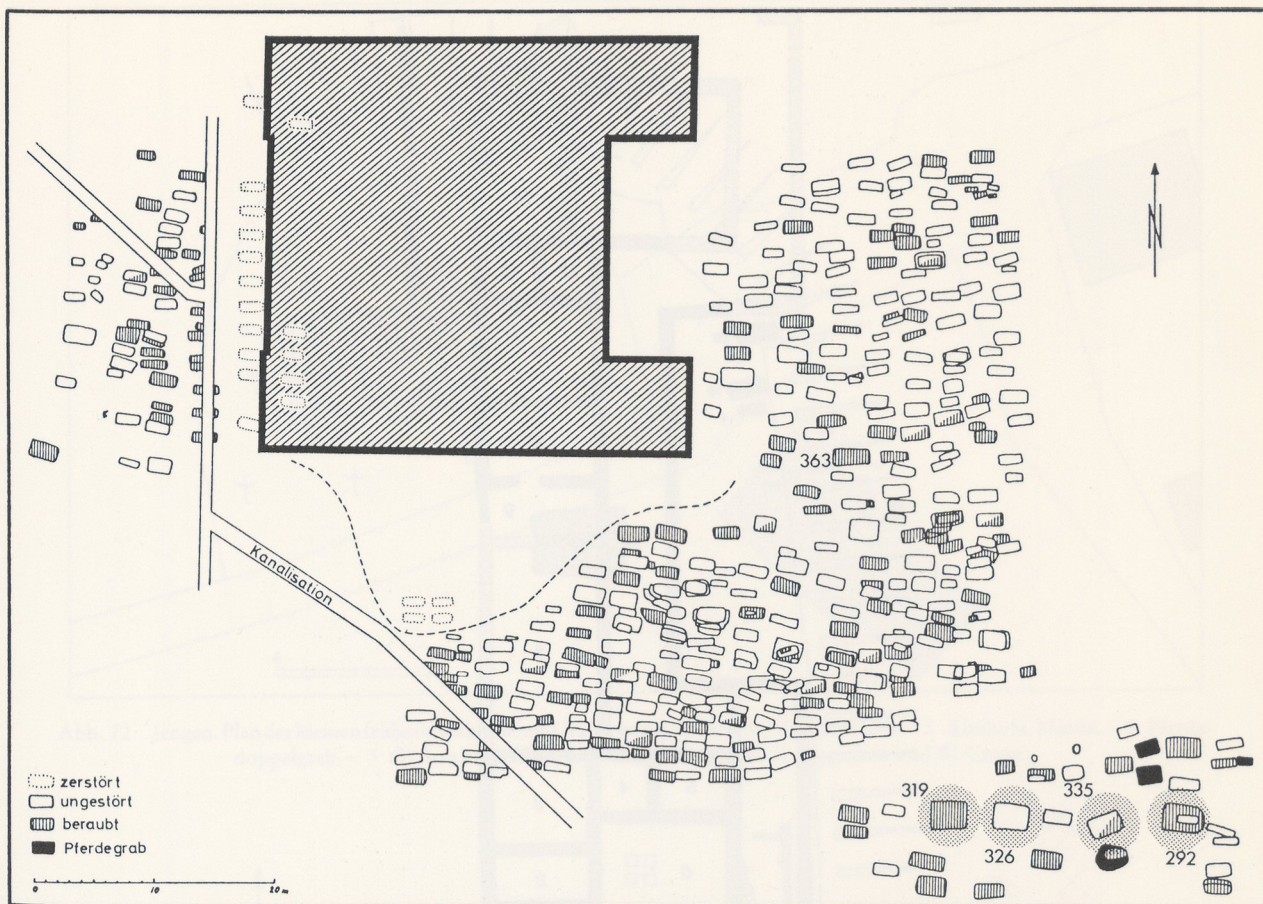 N
363
Kanalisation
319
335
326
292
zerstört
ungestört
beraubt
Pferdegrab
0 10 20 m